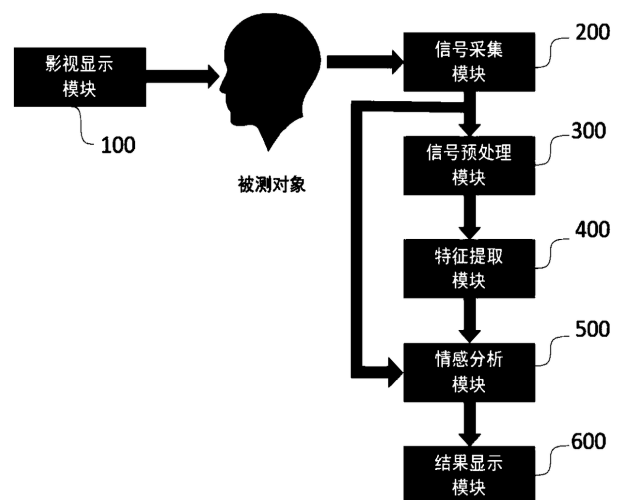 影视显示
模块
100
被测对象
信号采集
模块
200
信号预处理
模块
300
特征提取
模块
400
情感分析
模块
500
结果显示
模块
600